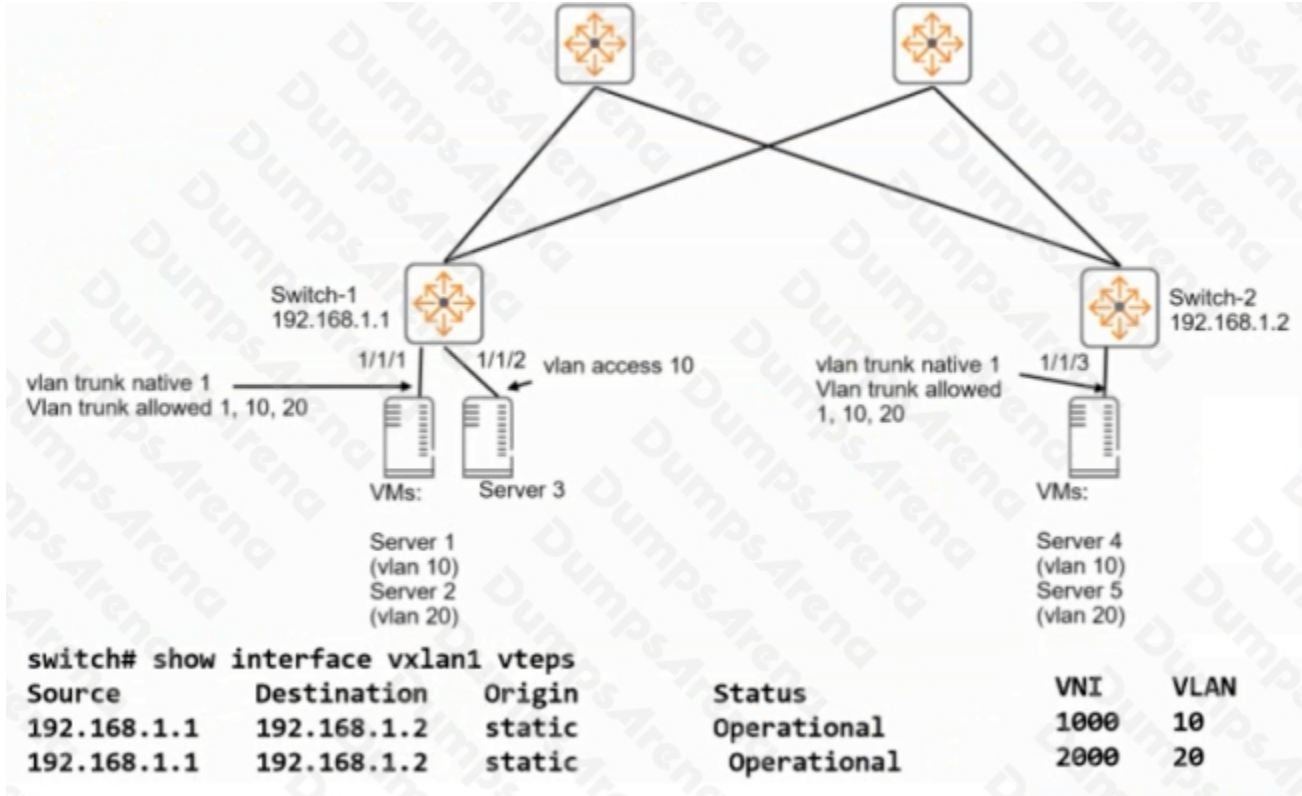 Switch-1
192.168.1.1
Switch-2
192.168.1.2
1/1/1
1/1/2
vlan access 10
vlan trunk native 1
Vlan trunk allowed 1, 10, 20
vlan trunk native 1
Vlan trunk allowed
1, 10, 20
1/1/3
VMs:
Server 3
VMs:
Server 1
(vlan 10)
Server 2
(vlan 20)
Server 4
(vlan 10)
Server 5
(vlan 20)
switch# show interface vxlan1 vteps
Source Destination Origin Status VNI VLAN
192.168.1.1 192.168.1.2 static Operational 1000 10
192.168.1.1 192.168.1.2 static Operational 2000 20
DumpsArena